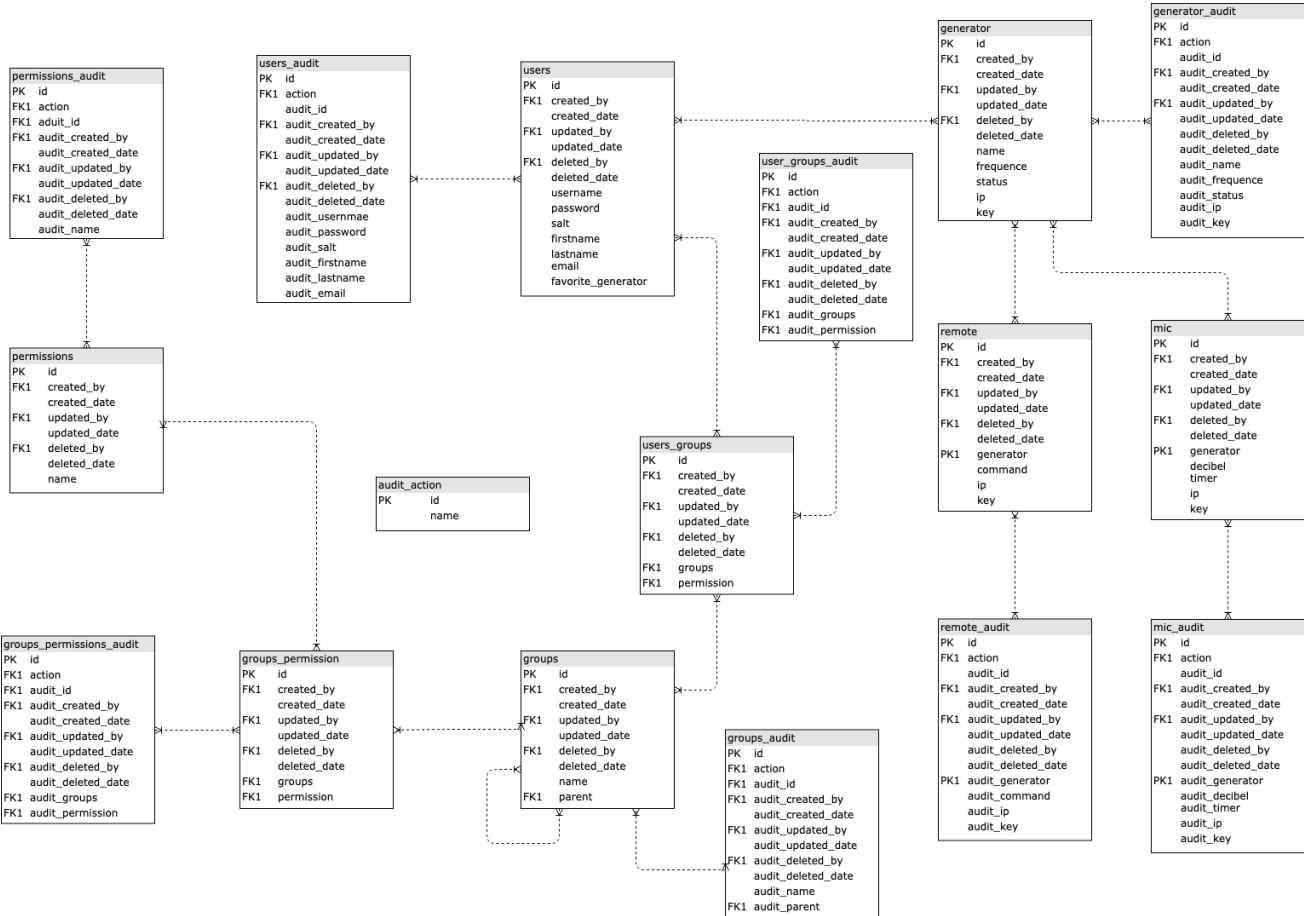 permissions_audit
PK id
FK1 action
FK1 aduit_id
FK1 audit_created_by
audit_created_date
FK1 audit_updated_by
audit_updated_date
FK1 audit_deleted_by
audit_deleted_date
audit_name
users_audit
PK id
FK1 action
audit_id
FK1 audit_created_by
audit_created_date
FK1 audit_updated_by
audit_updated_date
FK1 audit_deleted_by
audit_deleted_date
audit_usernmae
audit_password
audit_salt
audit_firstname
audit_lastname
audit_email
users
PK id
FK1 created_by
created_date
FK1 updated_by
updated_date
FK1 deleted_by
deleted_date
username
password
salt
firstname
lastname
email
favorite_generator
user_groups_audit
PK id
FK1 action
FK1 audit_id
FK1 audit_created_by
audit_created_date
FK1 audit_updated_by
audit_updated_date
FK1 audit_deleted_by
audit_deleted_date
FK1 audit_groups
FK1 audit_permission
generator
PK id
FK1 created_by
created_date
FK1 updated_by
updated_date
FK1 deleted_by
deleted_date
name
frequence
status
ip
key
generator_audit
PK id
FK1 action
audit_id
FK1 audit_created_by
audit_created_date
FK1 audit_updated_by
audit_updated_date
audit_deleted_by
audit_deleted_date
audit_name
audit_frequence
audit_status
audit_ip
audit_key
permissions
PK id
FK1 created_by
created_date
FK1 updated_by
updated_date
FK1 deleted_by
deleted_date
name
audit_action
PK id
name
users_groups
PK id
FK1 created_by
created_date
FK1 updated_by
updated_date
FK1 deleted_by
deleted_date
FK1 groups
FK1 permission
remote
PK id
FK1 created_by
created_date
FK1 updated_by
updated_date
FK1 deleted_by
deleted_date
PK1 generator
command
ip
key
mic
PK id
FK1 created_by
created_date
FK1 updated_by
updated_date
FK1 deleted_by
deleted_date
PK1 generator
decibel
timer
ip
key
groups_permissions_audit
PK id
FK1 action
FK1 audit_id
FK1 audit_created_by
audit_created_date
FK1 audit_updated_by
audit_updated_date
FK1 audit_deleted_by
audit_deleted_date
FK1 audit_groups
FK1 audit_permission
groups_permission
PK id
FK1 created_by
created_date
FK1 updated_by
updated_date
FK1 deleted_by
deleted_date
FK1 groups
FK1 permission
groups
PK id
FK1 created_by
created_date
FK1 updated_by
updated_date
FK1 deleted_by
deleted_date
name
FK1 parent
groups_audit
PK id
FK1 action
FK1 audit_id
FK1 audit_created_by
audit_created_date
FK1 audit_updated_by
audit_updated_date
FK1 audit_deleted_by
audit_deleted_date
audit_name
FK1 audit_parent
remote_audit
PK id
FK1 action
audit_id
FK1 audit_created_by
audit_created_date
FK1 audit_updated_by
audit_updated_date
audit_deleted_by
audit_deleted_date
PK1 audit_generator
audit_command
audit_ip
audit_key
mic_audit
PK id
FK1 action
audit_id
FK1 audit_created_by
audit_created_date
FK1 audit_updated_by
audit_updated_date
audit_deleted_by
audit_deleted_date
PK1 audit_generator
audit_decibel
audit_timer
audit_ip
audit_key